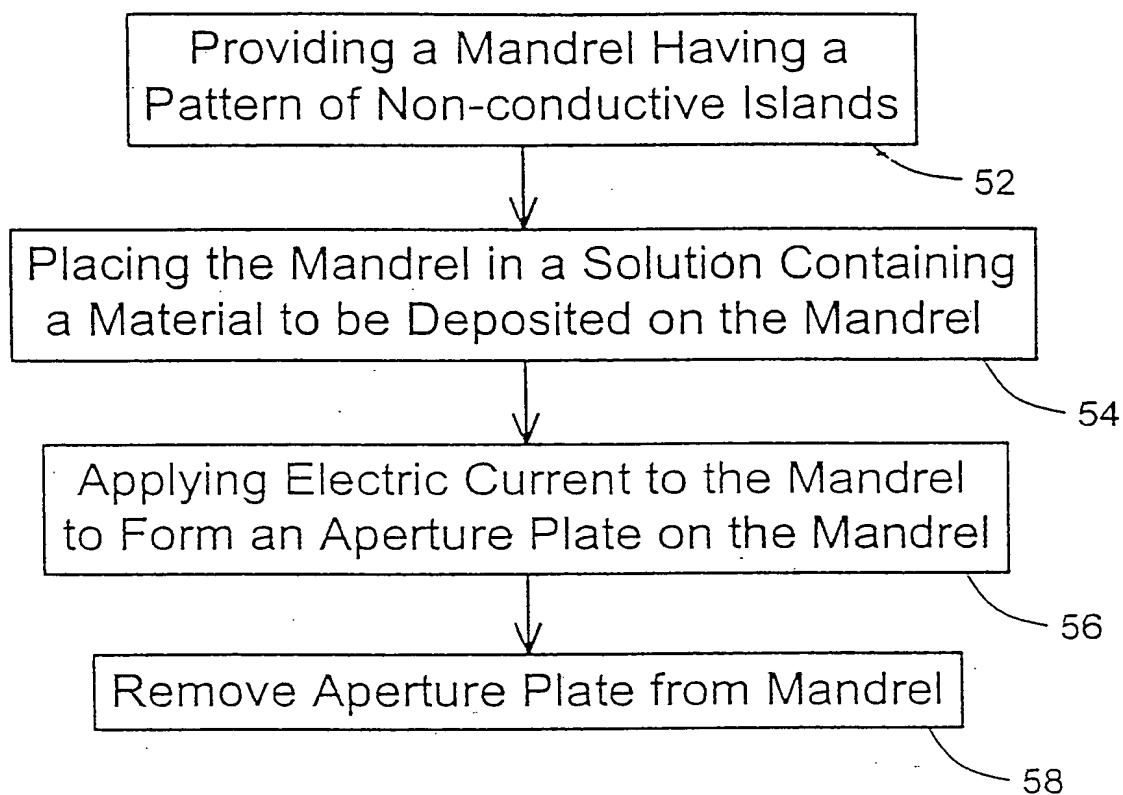 Providing a Mandrel Having a
Pattern of Non-conductive Islands
52
Placing the Mandrel in a Solution Containing
a Material to be Deposited on the Mandrel
54
Applying Electric Current to the Mandrel
to Form an Aperture Plate on the Mandrel
56
Remove Aperture Plate from Mandrel
58